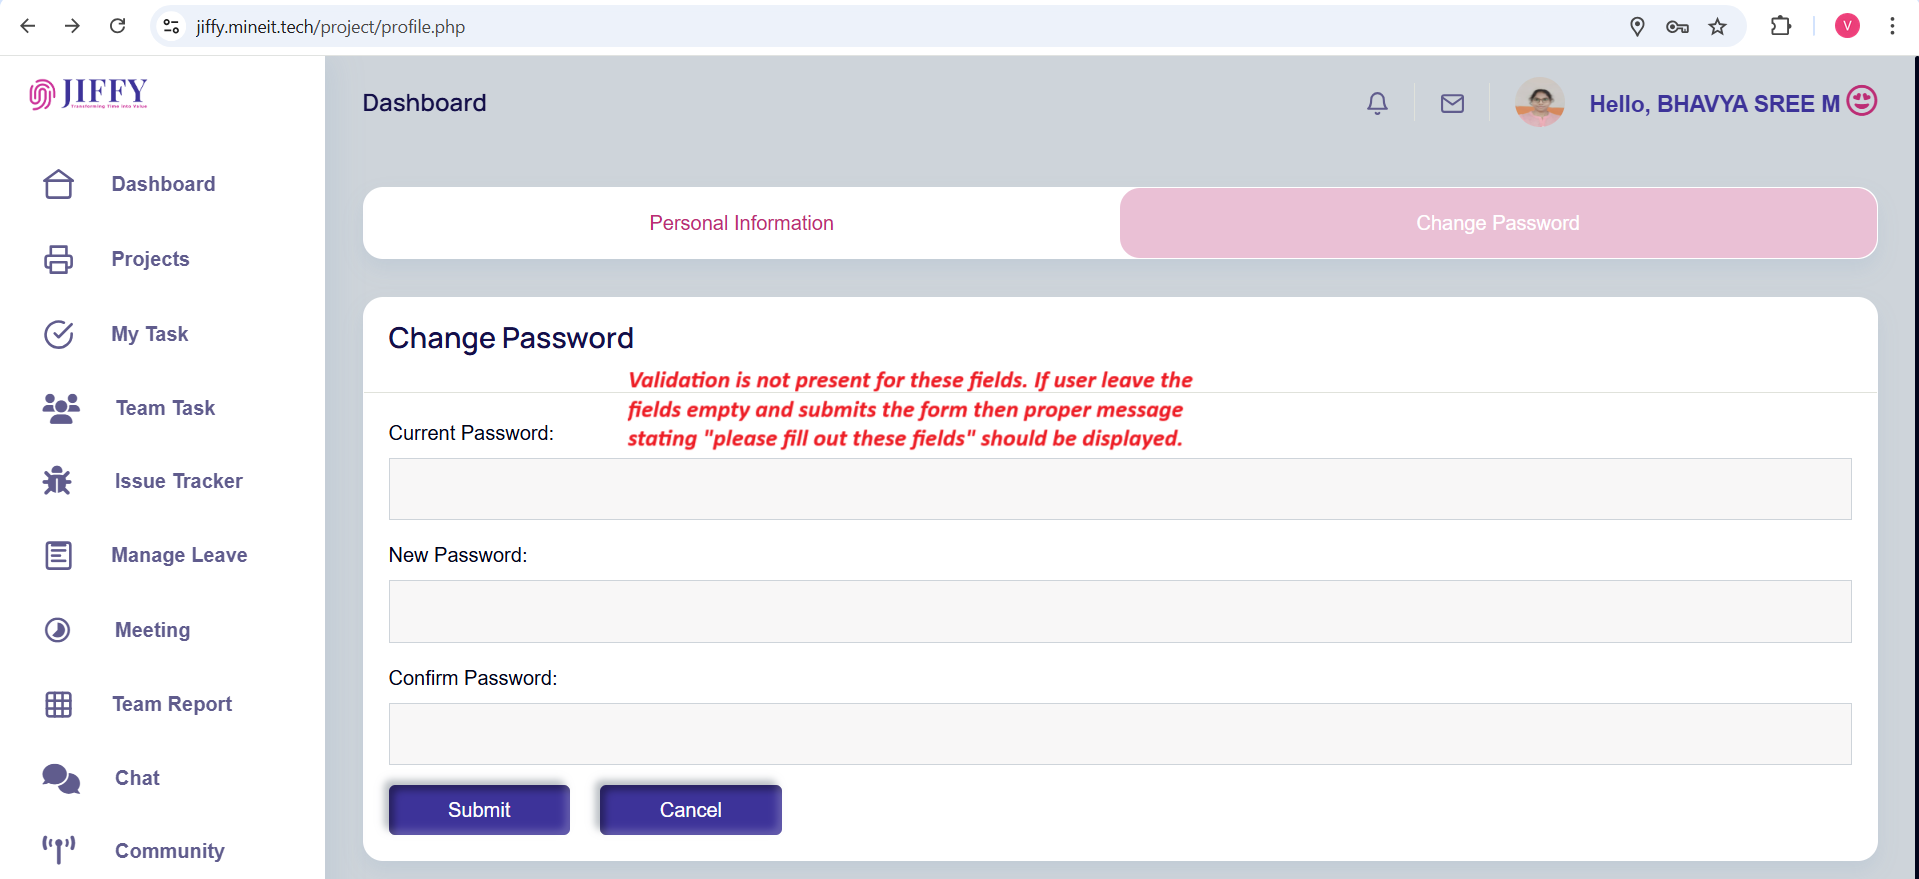 jiffy.mineit.tech/project/profile.php
V
JIFFY
Transforming Time Into Value
Dashboard
Hello, BHAVYA SREE M
Dashboard
Projects
My Task
Team Task
Issue Tracker
Manage Leave
Meeting
Team Report
Chat
Community
Personal Information
Change Password
Change Password
Validation is not present for these fields. If user leave the
fields empty and submits the form then proper message
stating "please fill out these fields" should be displayed.
Current Password:
New Password:
Confirm Password:
Submit
Cancel